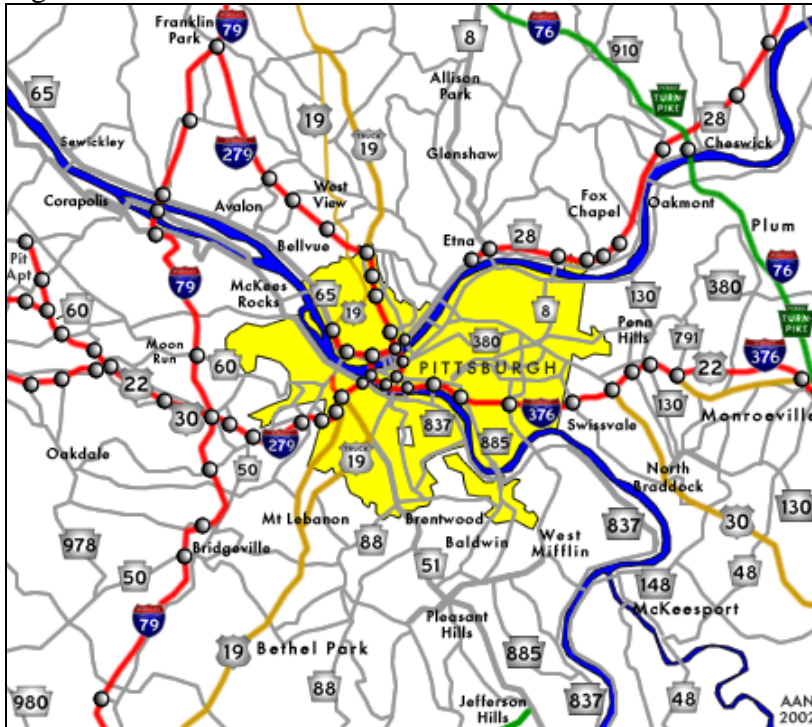 Franklin
Park
79
8
76
910
65
Allison
Park
TURN-
PIKE
19
TRUCK
19
28
Sewickley
279
Glenshaw
Cheswick
West
View
Fox
Chapel
Corapolis
Avalon
Oakmont
Etna
28
Plum
Bellvue
Pit
Apt
79
McKees
Rocks
76
65
380
130
60
19
8
TURN-
PIKE
Penn
Hills
Moon
Run
380
791
60
22
376
PITTSBURGH
22
30
837
376
130
Monroeville
279
Swissvale
885
Oakdale
50
TRUCK
19
North
Braddock
130
Mt Lebanon
Brentwood
837
30
978
Bridgeville
88
Baldwin
West
Mifflin
50
51
148
48
79
McKeesport
Pleasant
Hills
19
Bethel Park
885
980
88
Jefferson
Hills
837
48
AAN